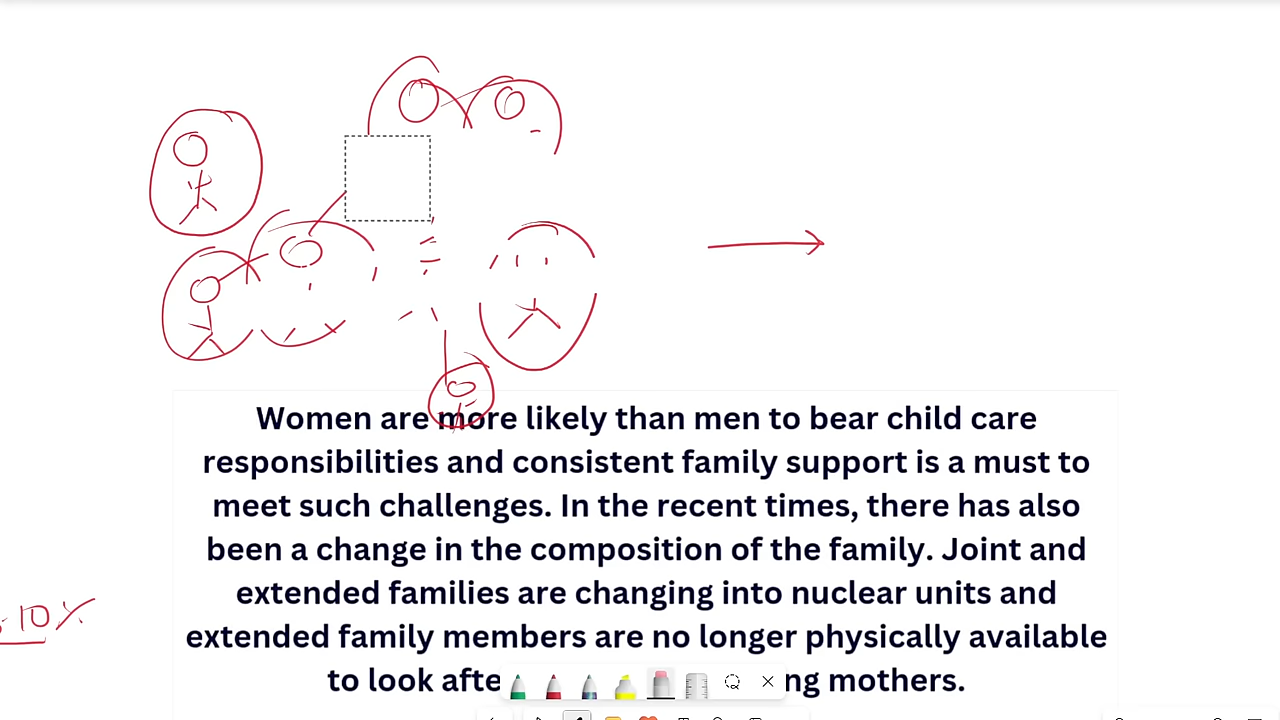 Women are more likely than men to bear child care
responsibilities and consistent family support is a must to
meet such challenges. In the recent times, there has also
been a change in the composition of the family. Joint and
extended families are changing into nuclear units and
10%
extended family members are no longer physically available
to look mothers.